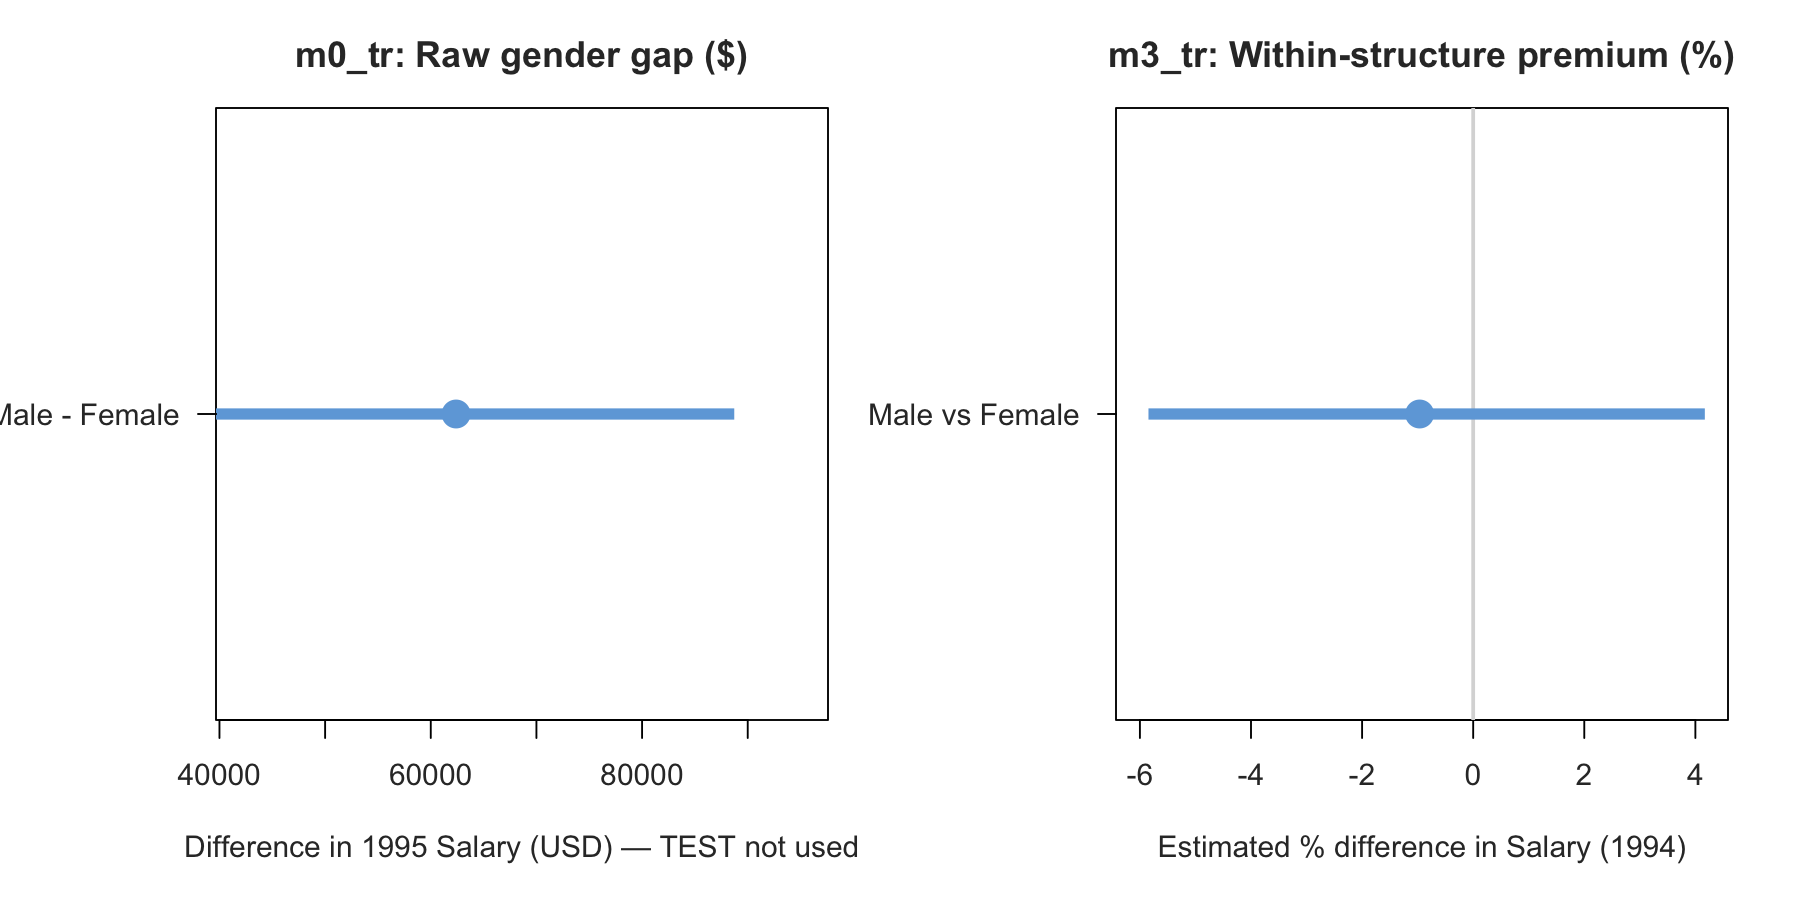 m0_tr: Raw gender gap ($)
Male - Female
40000 60000 80000
Difference in 1995 Salary (USD) — TEST not used
m3_tr: Within-structure premium (%)
Male vs Female
-6 -4 -2 0 2 4
Estimated % difference in Salary (1994)